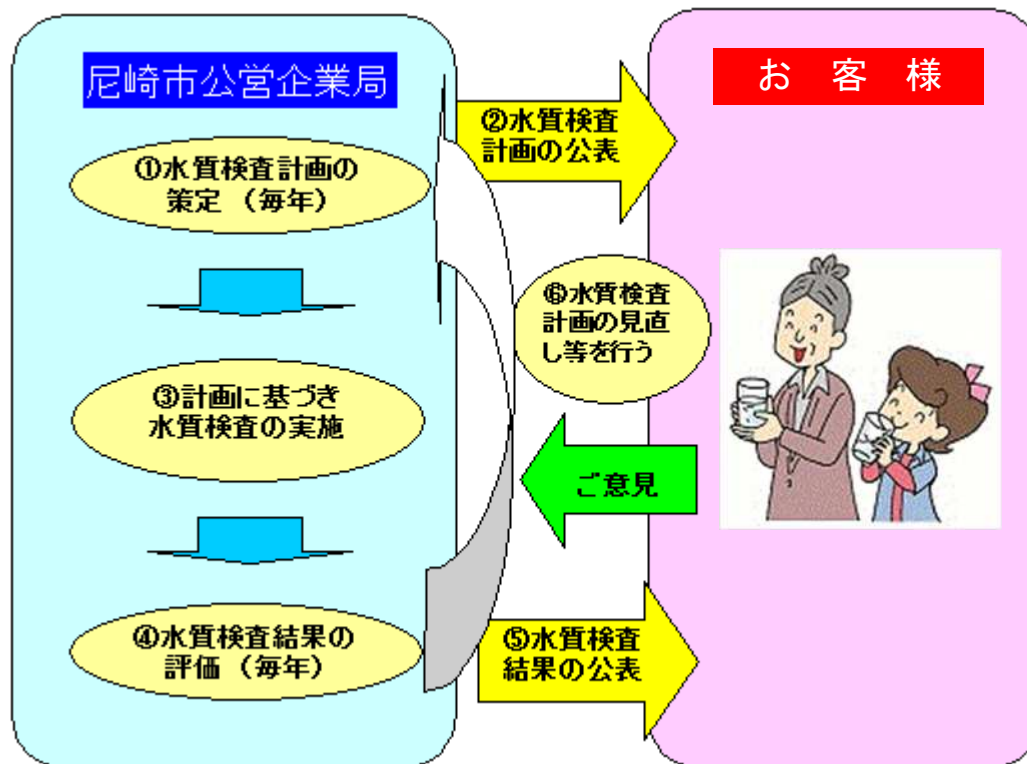 尼崎市公営企業局
お 客 様
①水質検査計画の
策定 （毎年）
②水質検査
計画の公表
⑥水質検査
計画の見直
し等を行う
③計画に基づき
水質検査の実施
ご意見
④水質検査結果の
評価 （毎年）
⑤水質検査
結果の公表